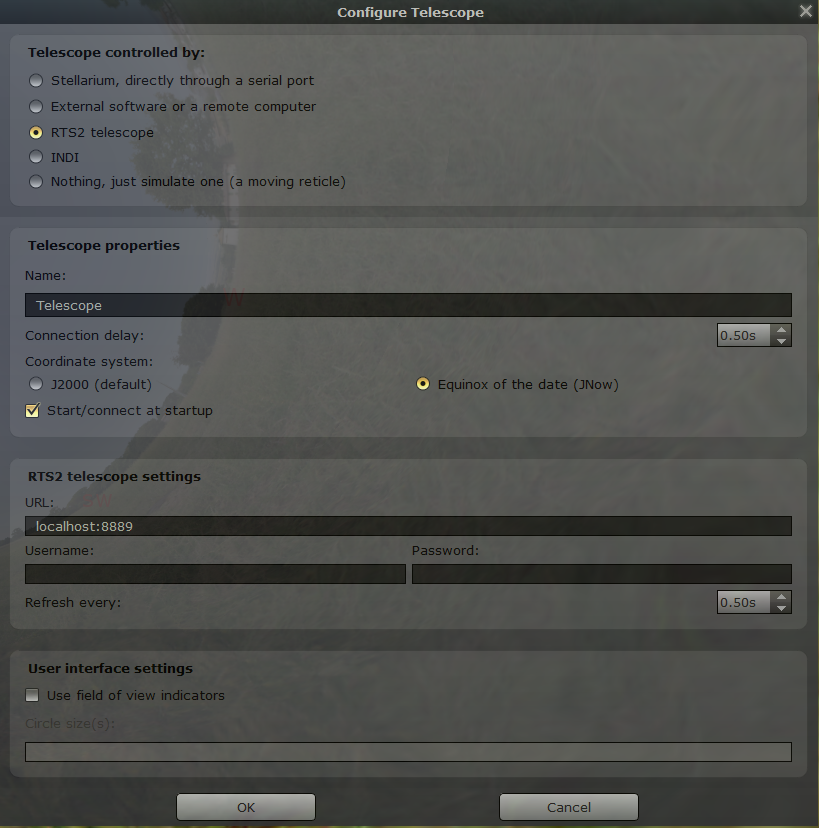 Configure Telescope
Telescope controlled by:
Stellarium, directly through a serial port
External software or a remote computer
RTS2 telescope
INDI
Nothing, just simulate one (a moving reticle)
Telescope properties
Name:
Telescope
Connection delay: 0.50s
Coordinate system:
J2000 (default) Equinox of the date (JNow)
Start/connect at startup
RTS2 telescope settings
URL:
localhost:8889
Username: Password:
Refresh every: 0.50s
User interface settings
Use field of view indicators
Circle size(s):
OK Cancel